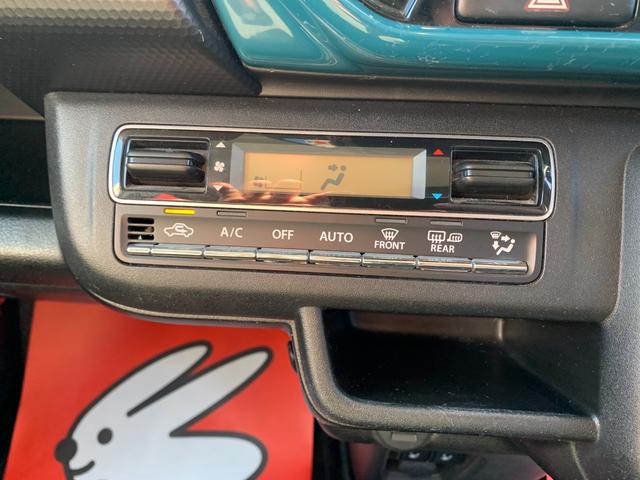 A/C OFF AUTO FRONT REAR